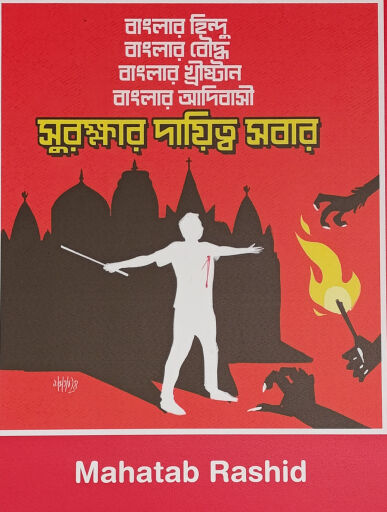 বাংলার হিন্দু
বাংলার বৌদ্ধ
বাংলার খ্রীষ্টান
বাংলার আদিবাসী
সুরক্ষার দায়িত্ব সবার
Mahatab Rashid